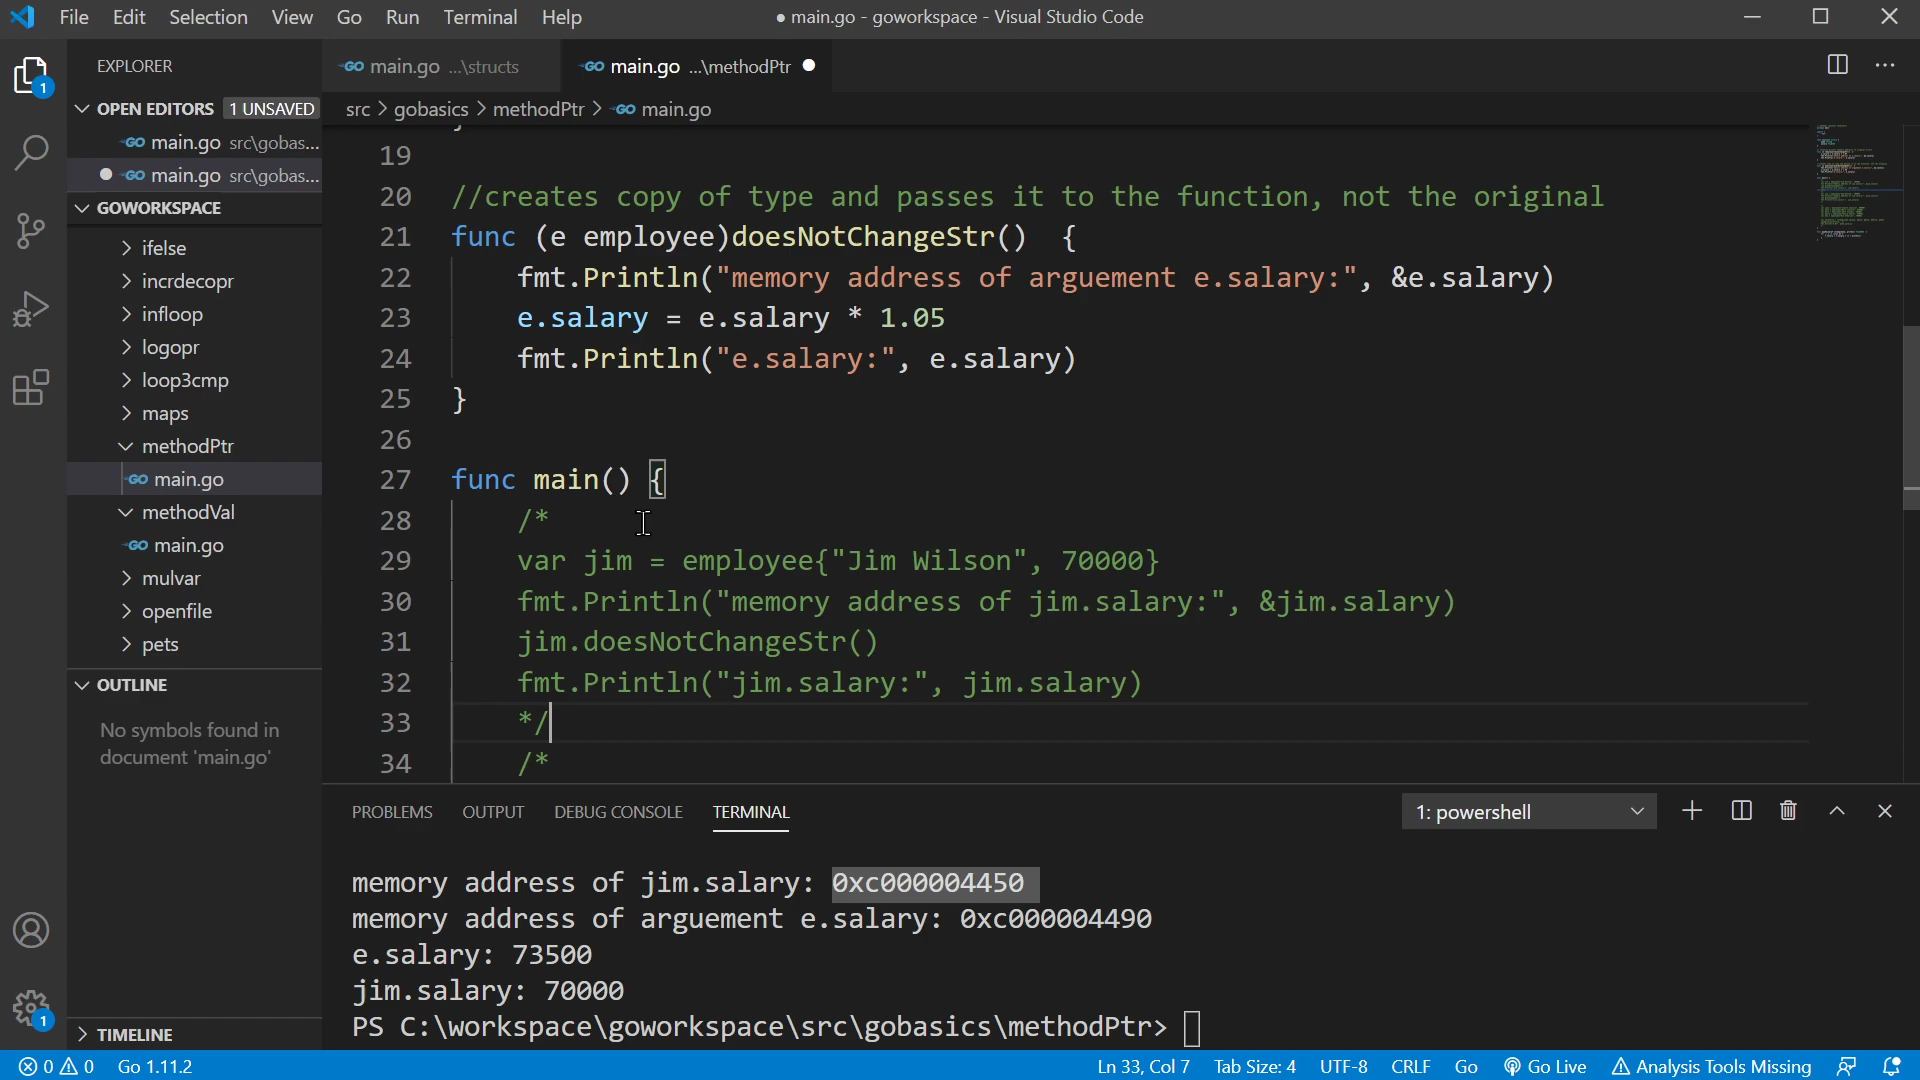 File Edit Selection View Go Run Terminal Help
● main.go - goworkspace - Visual Studio Code
EXPLORER
OPEN EDITORS 1 UNSAVED
main.go src\gobas...
main.go src\gobas...
GOWORKSPACE
ifelse
incrdecopr
infloop
logopr
loop3cmp
maps
methodPtr
main.go
methodVal
main.go
mulvar
openfile
pets
OUTLINE
No symbols found in
document 'main.go'
TIMELINE
main.go ...\structs
main.go ...\methodPtr
src > gobasics > methodPtr > main.go
19
20 //creates copy of type and passes it to the function, not the original
21 func (e employee)doesNotChangeStr()  {
22 fmt.Println("memory address of arguement e.salary:", &e.salary)
23 e.salary = e.salary * 1.05
24 fmt.Println("e.salary:", e.salary)
25 }
26
27 func main() {
28 /*
29 var jim = employee{"Jim Wilson", 70000}
30 fmt.Println("memory address of jim.salary:", &jim.salary)
31 jim.doesNotChangeStr()
32 fmt.Println("jim.salary:", jim.salary)
33 */
34 /*
PROBLEMS OUTPUT DEBUG CONSOLE TERMINAL
1: powershell
memory address of jim.salary: 0xc000004450
memory address of arguement e.salary: 0xc000004490
e.salary: 73500
jim.salary: 70000
PS C:\workspace\goworkspace\src\gobasics\methodPtr>
0 0 Go 1.11.2
Ln 33, Col 7 Tab Size: 4 UTF-8 CRLF Go Go Live Analysis Tools Missing